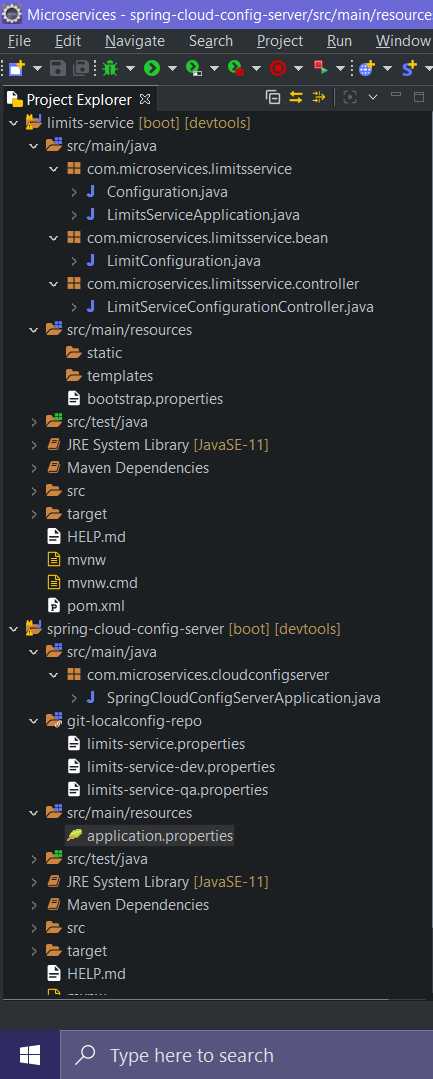 Microservices - spring-cloud-config-server/src/main/resource
File Edit Navigate Search Project Run Window
Project Explorer
limits-service [boot] [devtools]
src/main/java
com.microservices.limitsservice
Configuration.java
LimitsServiceApplication.java
com.microservices.limitsservice.bean
LimitConfiguration.java
com.microservices.limitsservice.controller
LimitServiceConfigurationController.java
src/main/resources
static
templates
bootstrap.properties
src/test/java
JRE System Library [JavaSE-11]
Maven Dependencies
src
target
HELP.md
mvnw
mvnw.cmd
pom.xml
spring-cloud-config-server [boot] [devtools]
src/main/java
com.microservices.cloudconfigserver
SpringCloudConfigServerApplication.java
git-localconfig-repo
limits-service.properties
limits-service-dev.properties
limits-service-qa.properties
src/main/resources
application.properties
src/test/java
JRE System Library [JavaSE-11]
Maven Dependencies
src
target
HELP.md
Type here to search